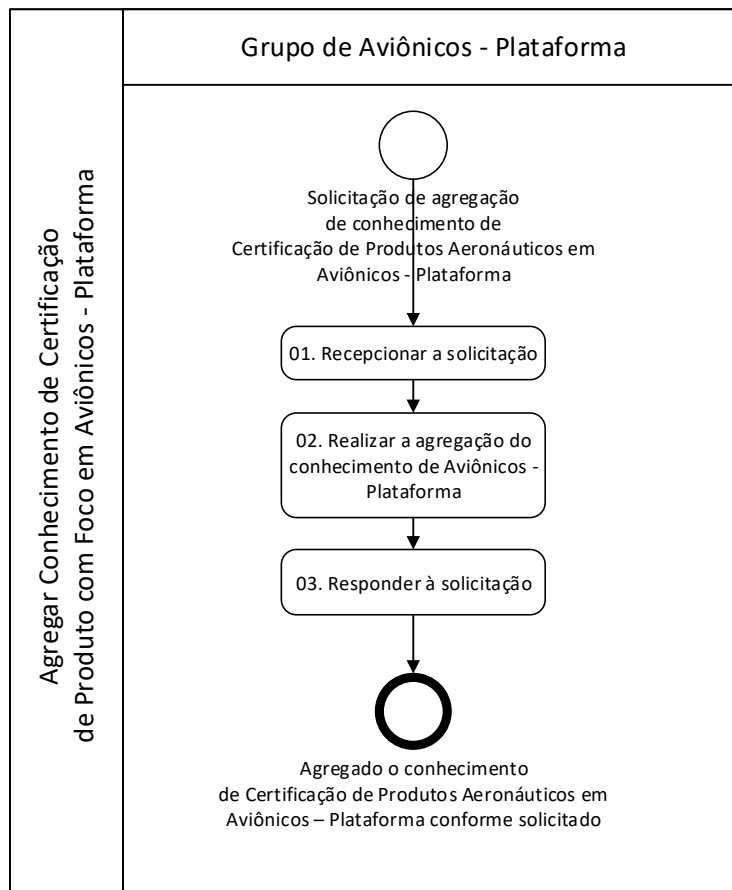 Grupo de Aviônicos - Plataforma
Agregar Conhecimento de Certificação
de Produto com Foco em Aviônicos - Plataforma
Solicitação de agregação
de conhecimento de
Certificação de Produtos Aeronáuticos em
Aviônicos - Plataforma
01. Recepcionar a solicitação
02. Realizar a agregação do
conhecimento de Aviônicos -
Plataforma
03. Responder à solicitação
Agregado o conhecimento
de Certificação de Produtos Aeronáuticos em
Aviônicos – Plataforma conforme solicitado